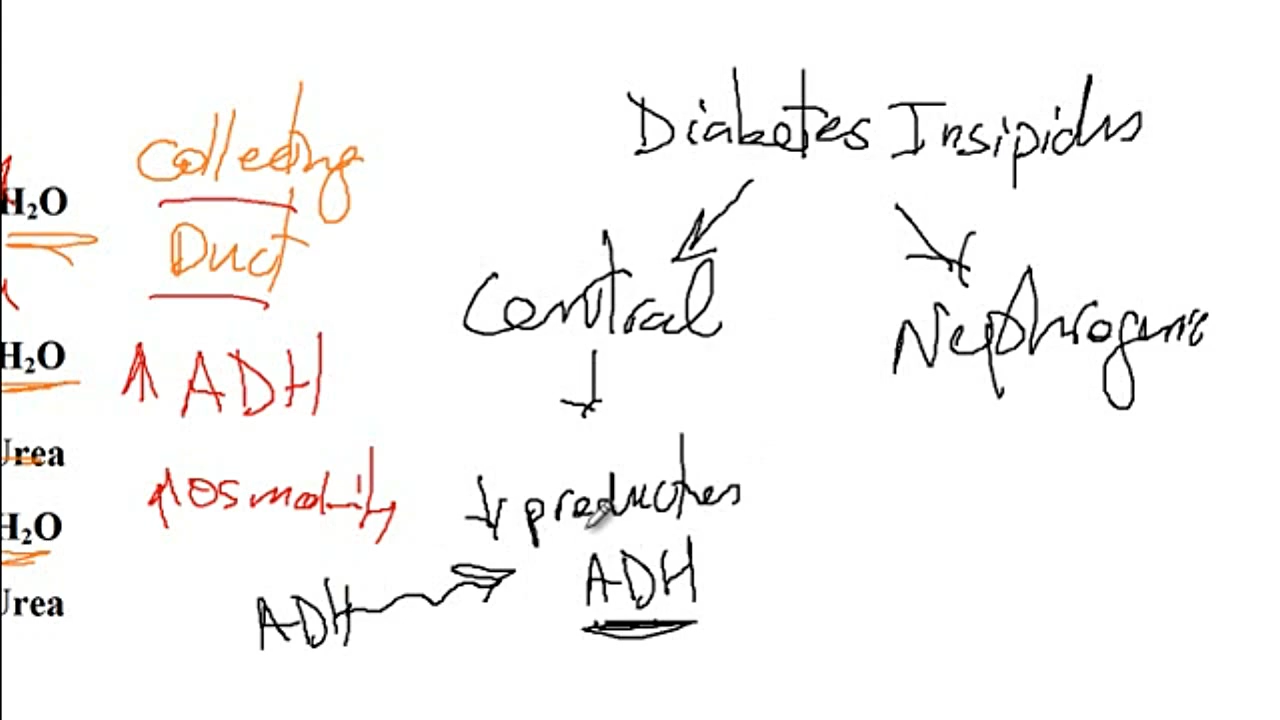 H₂O
H₂O
Urea
H₂O
Urea
Collecting
Duct
↑ ADH
↑ Osmolality
Diabetes Insipidus
Central
Nephrogenic
↓ production
ADH
ADH